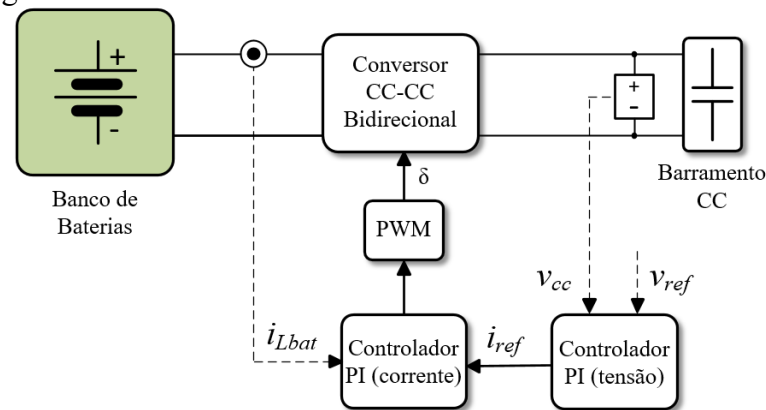 +
-
Banco de
Baterias
Conversor
CC-CC
Bidirecional
+
-
Barramento
CC
δ
PWM
v_cc
v_ref
i_Lbat
Controlador
PI (corrente)
i_ref
Controlador
PI (tensão)